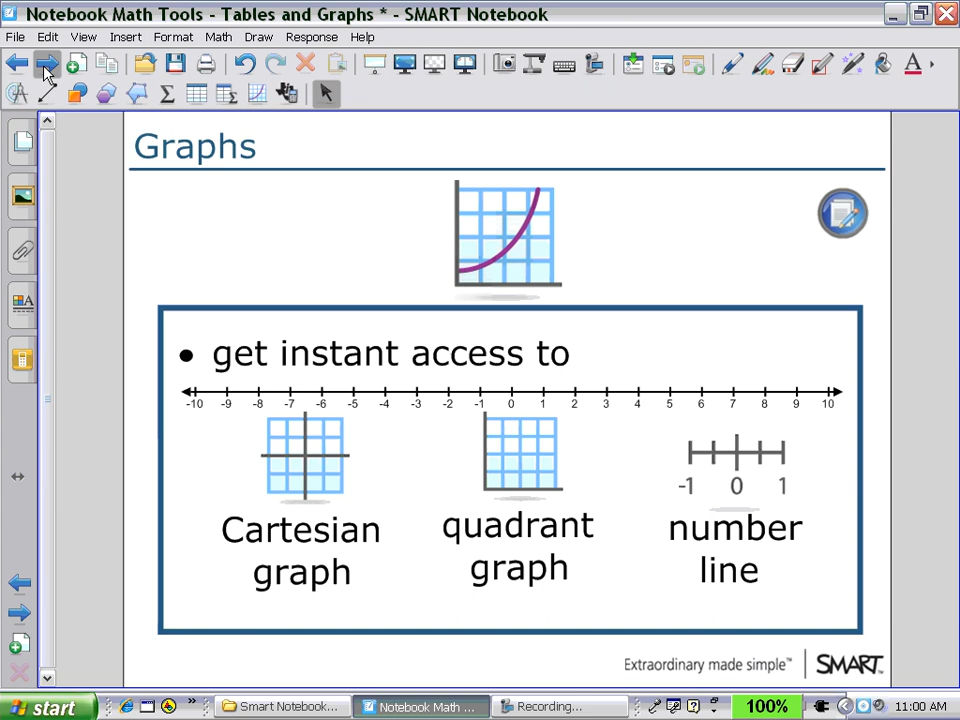 Notebook Math Tools - Tables and Graphs * - SMART Notebook
File Edit View Insert Format Math Draw Response Help
Graphs
• get instant access to
-10 -9 -8 -7 -6 -5 -4 -3 -2 -1 0 1 2 3 4 5 6 7 8 9 10
-1 0 1
Cartesian graph
quadrant graph
number line
Extraordinary made simple™ SMART
start Smart Notebook... Notebook Math ... Recording... 100% 11:00 AM